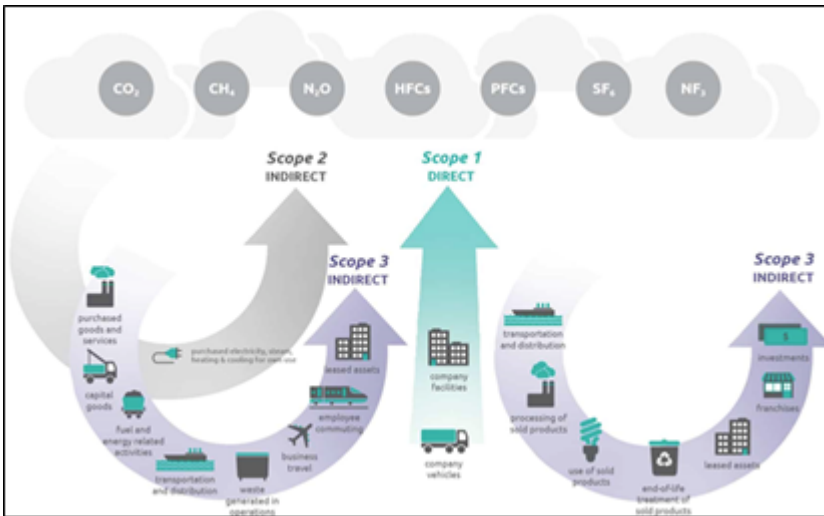 CO₂
CH₄
N₂O
HFCs
PFCs
SF₆
NF₃
Scope 2
INDIRECT
Scope 1
DIRECT
Scope 3
INDIRECT
Scope 3
INDIRECT
purchased
goods and
services
capital
goods
fuel and
energy related
activities
transportation
and distribution
waste
generated in
operations
business
travel
employee
commuting
leased assets
purchased electricity, steam,
heating & cooling for own use
company
facilities
company
vehicles
transportation
and distribution
processing of
sold products
use of sold
products
end-of-life
treatment of
sold products
leased assets
franchises
investments
$